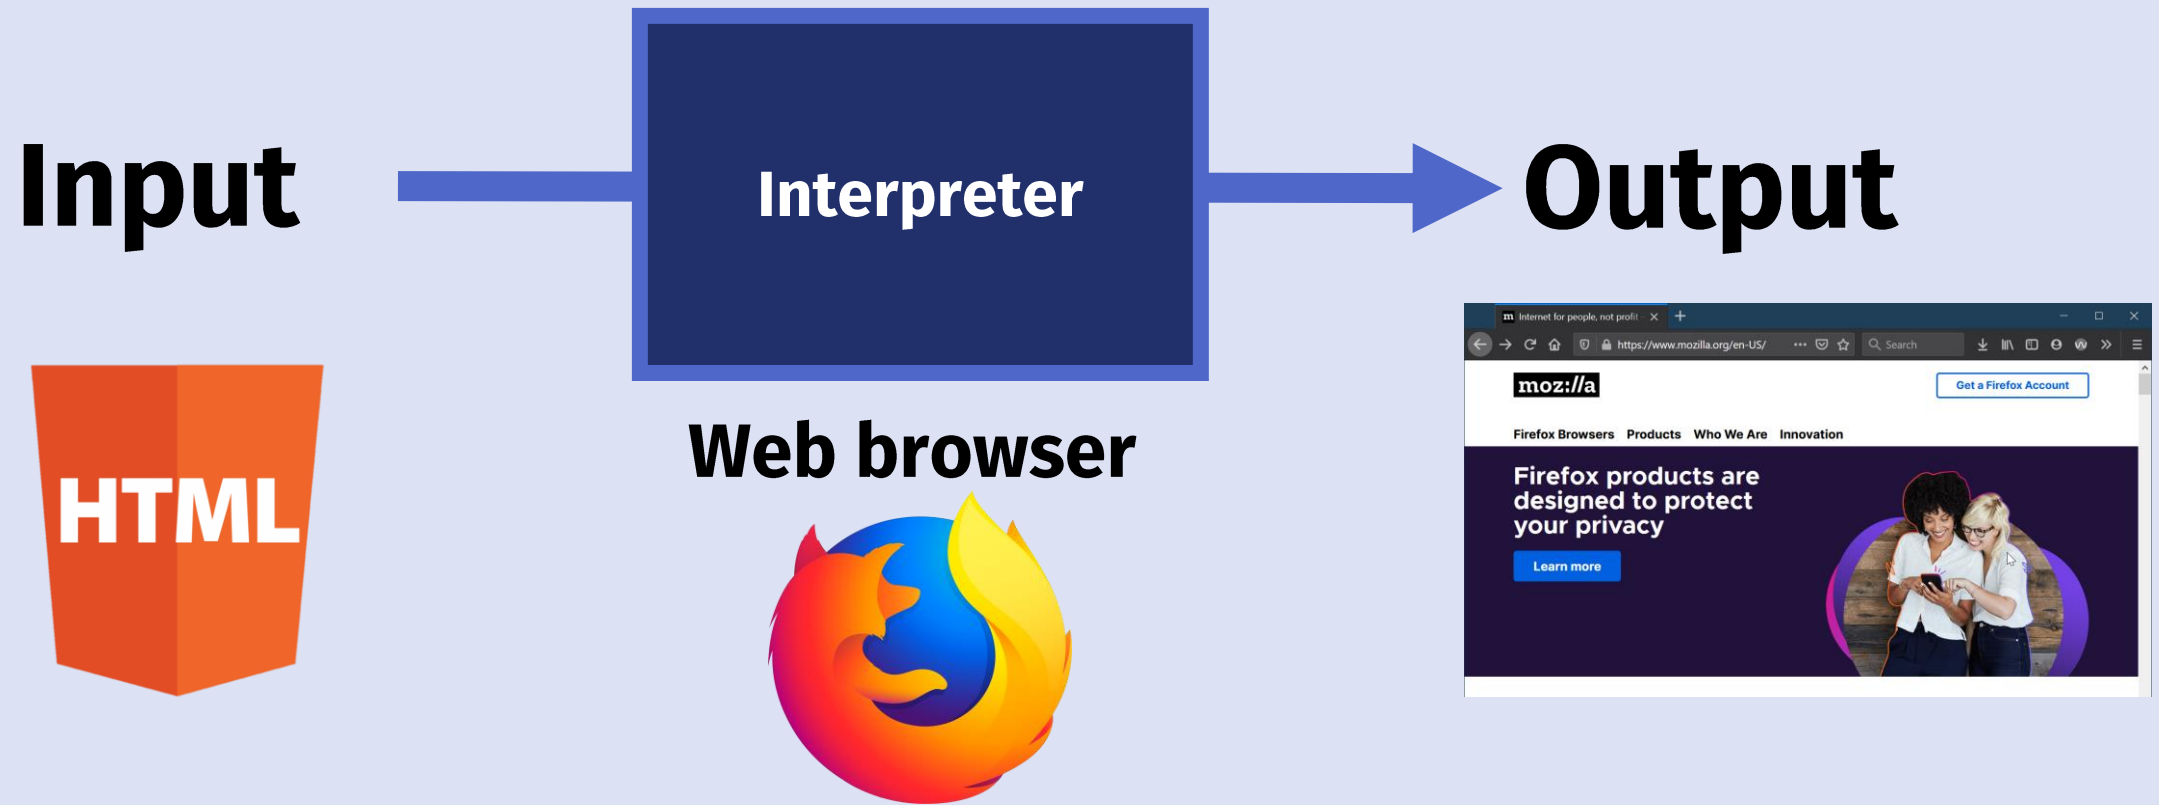 Input
Interpreter
Output
HTML
Web browser
m Internet for people, not profit
https://www.mozilla.org/en-US/
Search
moz://a
Get a Firefox Account
Firefox Browsers Products Who We Are Innovation
Firefox products are
designed to protect
your privacy
Learn more